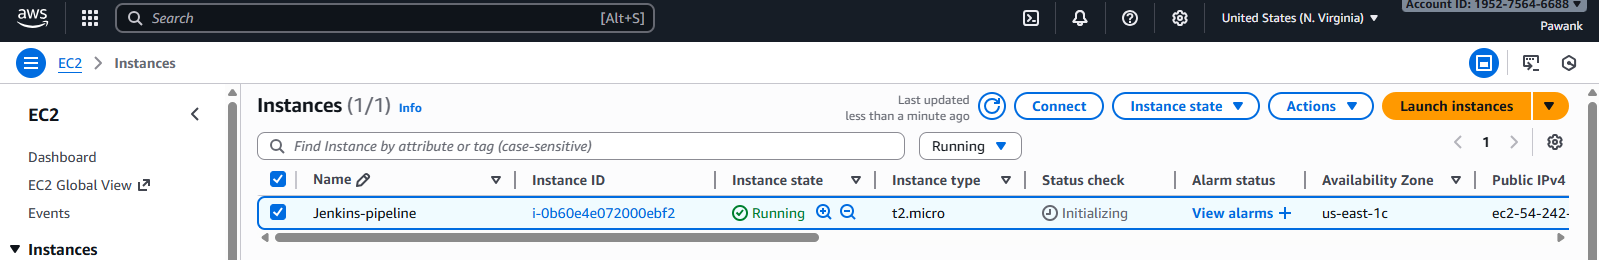 aws
Search
[Alt+S]
United States (N. Virginia)
Account ID: 1952-7564-6688
Pawank
EC2
Instances
EC2
Dashboard
EC2 Global View
Events
Instances
Instances (1/1) Info
Last updated
less than a minute ago
Connect
Instance state
Actions
Launch instances
Find Instance by attribute or tag (case-sensitive)
Running
1
Name Instance ID Instance state Instance type Status check Alarm status Availability Zone Public IPv4
Jenkins-pipeline i-0b60e4e072000ebf2 Running t2.micro Initializing View alarms + us-east-1c ec2-54-242-